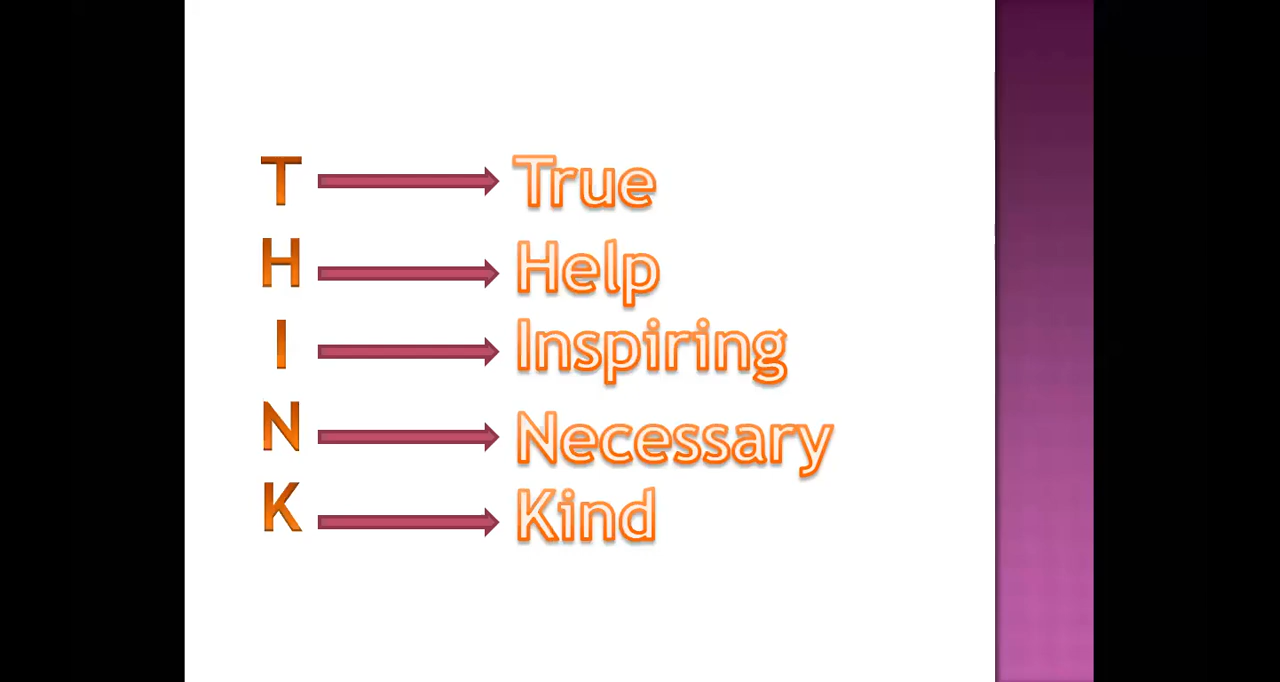 T True
H Help
I Inspiring
N Necessary
K Kind